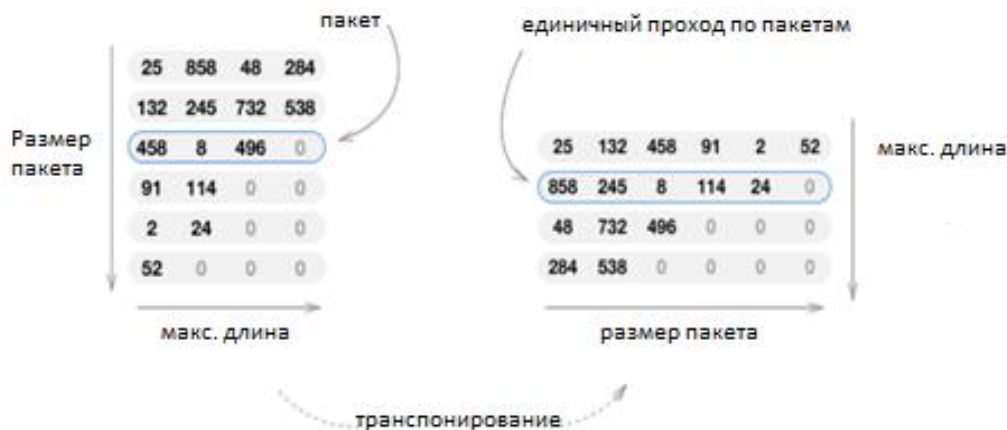 пакет
единичный проход по пакетам
25 858 48 284
132 245 732 538
458 8 496 0
91 114 0 0
2 24 0 0
52 0 0 0
Размер
пакета
макс. длина
25 132 458 91 2 52
858 245 8 114 24 0
48 732 496 0 0 0
284 538 0 0 0 0
макс. длина
размер пакета
транспонирование